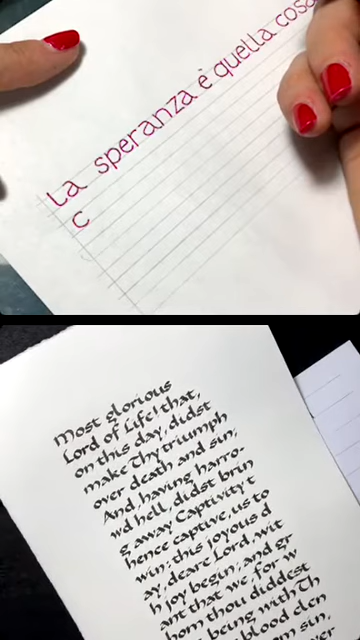 La speranza è quella cosa
c
Most glorious
Lord of Life! that,
on this day, didst
make Thy triumph
over death and sin;
And, having harro-
wd hell, didst brin
g away Captivity t
hence captive, us to
win: this joyous d
ay, deare Lord, wit
h joy begin; and gr
ant that we, for w
hom thou diddest
being with Th
blood clen
sin,